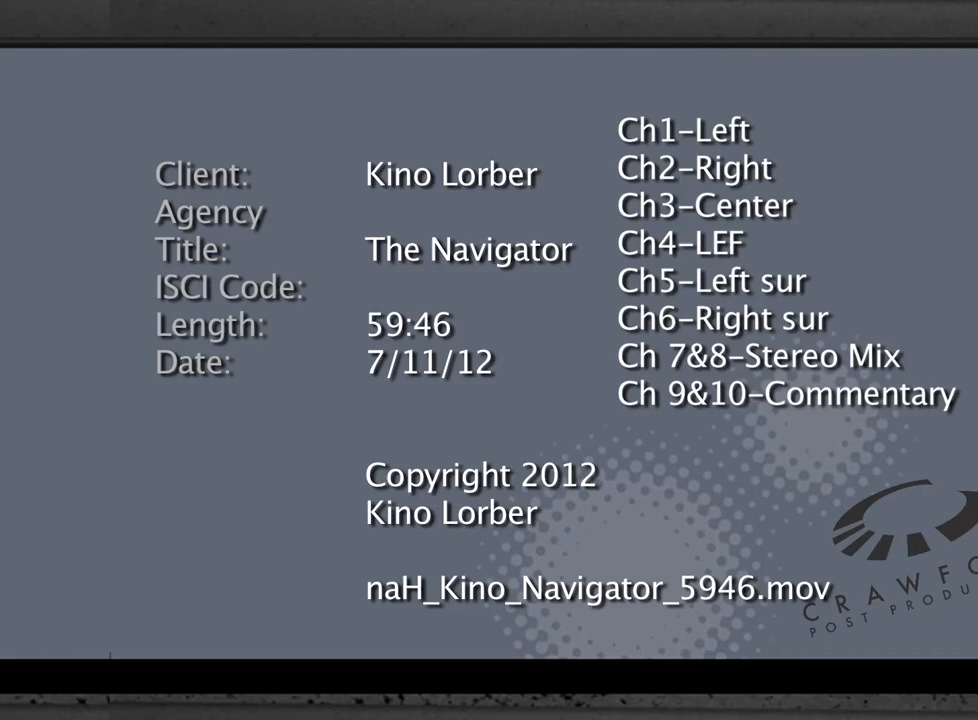 Client: Kino Lorber
Agency
Title: The Navigator
ISCI Code:
Length: 59:46
Date: 7/11/12
Ch1-Left
Ch2-Right
Ch3-Center
Ch4-LEF
Ch5-Left sur
Ch6-Right sur
Ch 7&8-Stereo Mix
Ch 9&10-Commentary
Copyright 2012
Kino Lorber
naH_Kino_Navigator_5946.mov
POST